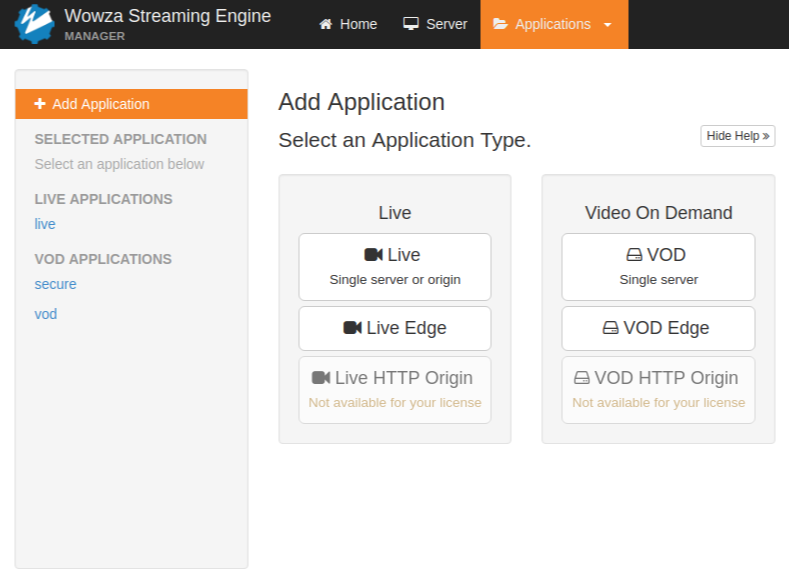 Wowza Streaming Engine
MANAGER
Home
Server
Applications
Add Application
SELECTED APPLICATION
Select an application below
LIVE APPLICATIONS
live
VOD APPLICATIONS
secure
vod
Add Application
Select an Application Type.
Hide Help »
Live
Live
Single server or origin
Live Edge
Live HTTP Origin
Not available for your license
Video On Demand
VOD
Single server
VOD Edge
VOD HTTP Origin
Not available for your license